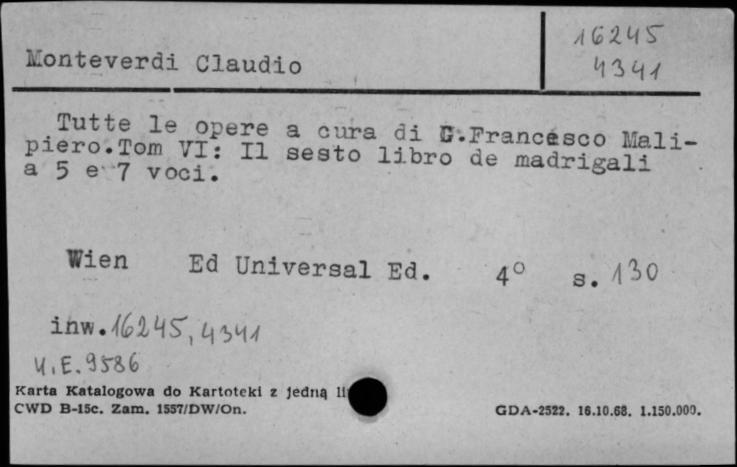 16245
Monteverdi Claudio
4341
Tutte le opere a cura di G.Francesco Mali-
piero.Tom VI: Il sesto libro de madrigali
a 5 e 7 voci.
Wien Ed Universal Ed. 4° s. 130
inw.16245, 4341
U.E. 9586
Karta Katalogowa do Kartoteki z jedną
CWD B-15c. Zam. 1557/DW/On.
GDA-2522. 16.10.68. 1.150.000.